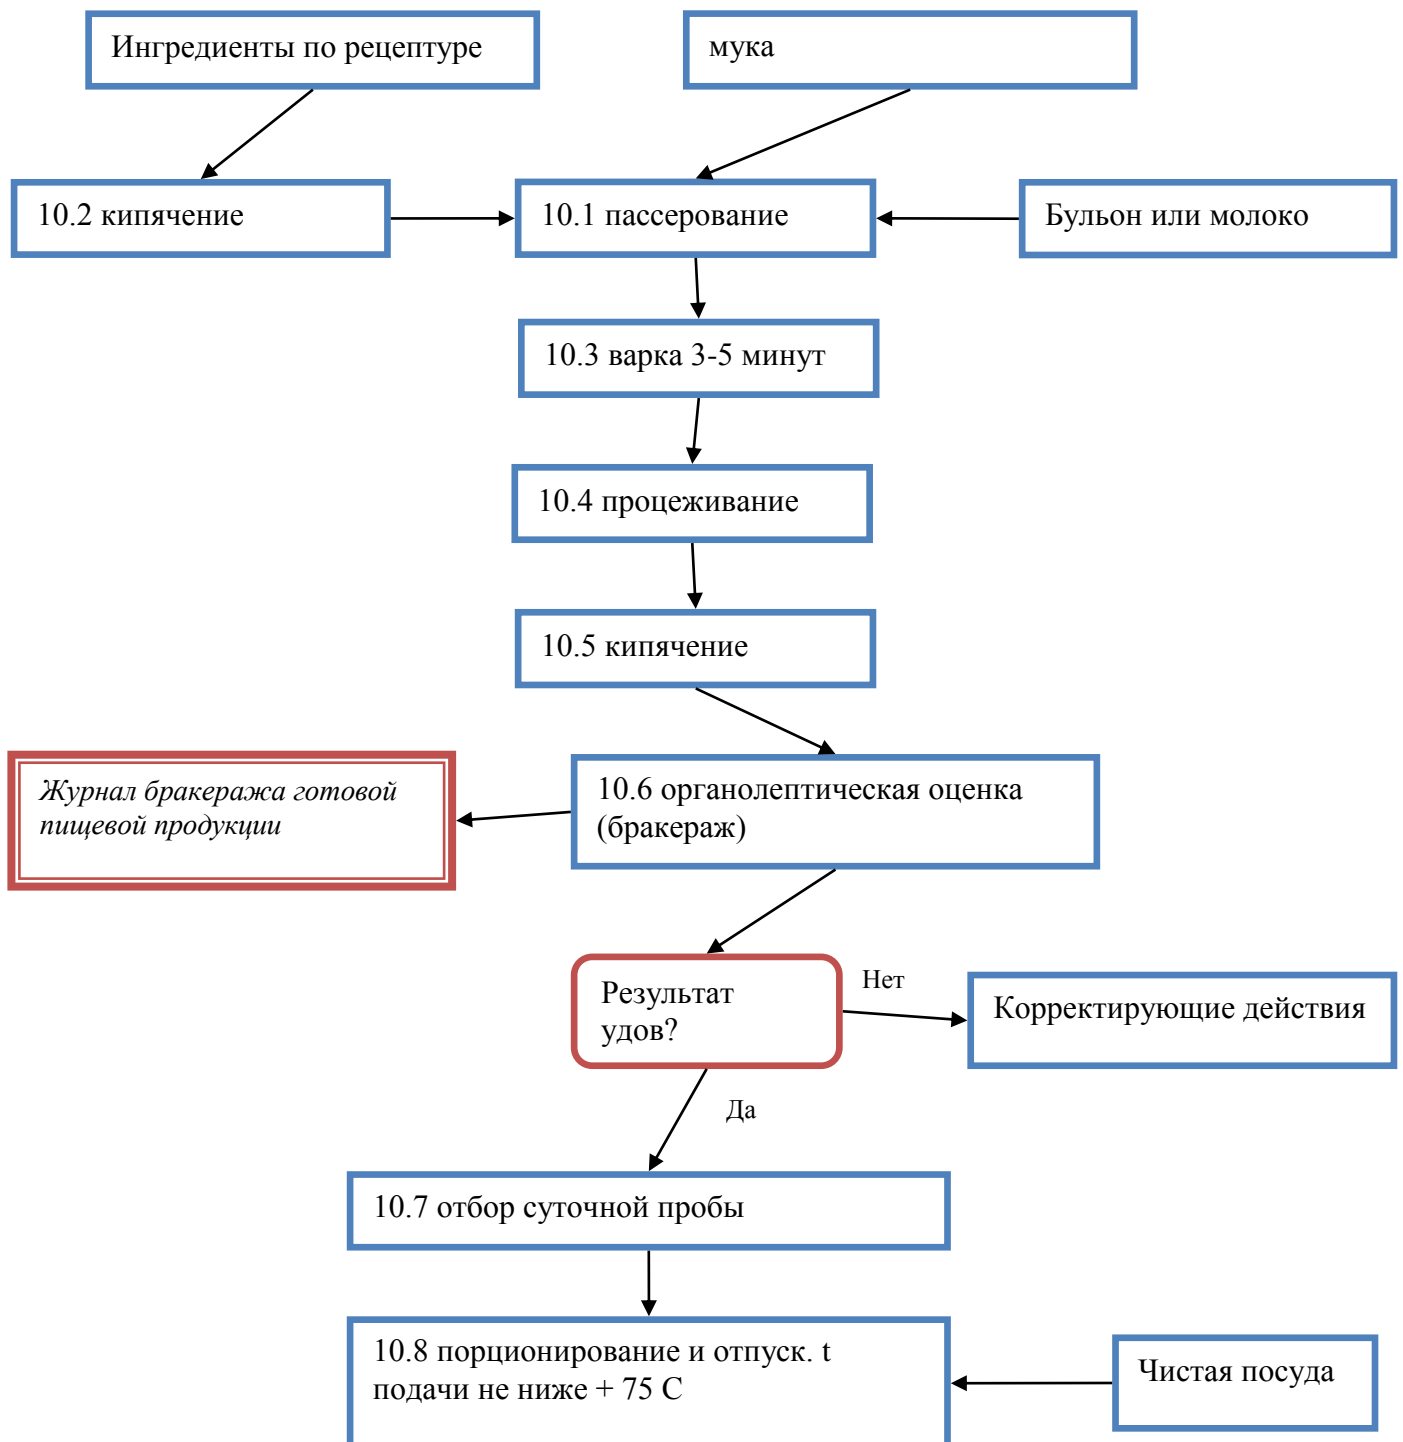 Ингредиенты по рецептуре
мука
10.2 кипячение
10.1 пассерование
Бульон или молоко
10.3 варка 3-5 минут
10.4 процеживание
10.5 кипячение
Журнал бракеража готовой
пищевой продукции
10.6 органолептическая оценка
(бракераж)
Результат
удов?
Нет
Корректирующие действия
Да
10.7 отбор суточной пробы
10.8 порционирование и отпуск. t
подачи не ниже + 75 С
Чистая посуда